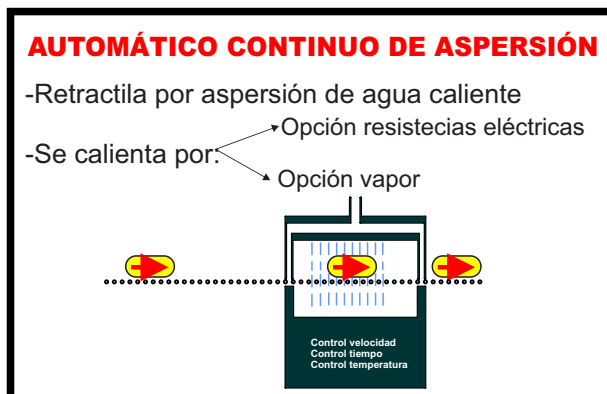 AUTOMÁTICO CONTINUO DE ASPERSIÓN
-Retractila por aspersión de agua caliente
Opción resistecias eléctricas
-Se calienta por:
Opción vapor
Control velocidad
Control tiempo
Control temperatura